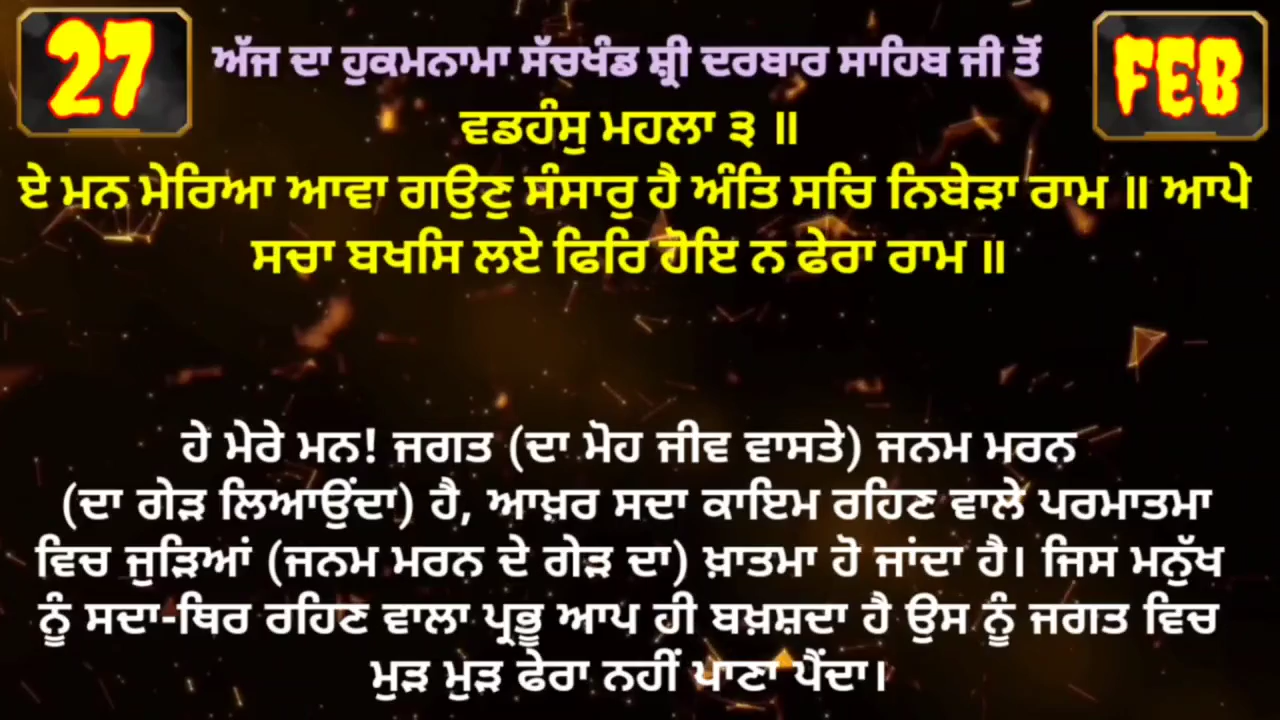 27
ਅੱਜ ਦਾ ਹੁਕਮਨਾਮਾ ਸੱਚਖੰਡ ਸ਼੍ਰੀ ਦਰਬਾਰ ਸਾਹਿਬ ਜੀ ਤੋਂ
FEB
ਵਡਹੰਸੁ ਮਹਲਾ ੩ ॥
ਏ ਮਨ ਮੇਰਿਆ ਆਵਾ ਗਉਣੁ ਸੰਸਾਰੁ ਹੈ ਅੰਤਿ ਸਚਿ ਨਿਬੇੜਾ ਰਾਮ ॥ ਆਪੇ
ਸਚਾ ਬਖਸਿ ਲਏ ਫਿਰਿ ਹੋਇ ਨ ਫੇਰਾ ਰਾਮ ॥
ਹੇ ਮੇਰੇ ਮਨ! ਜਗਤ (ਦਾ ਮੋਹ ਜੀਵ ਵਾਸਤੇ) ਜਨਮ ਮਰਨ
(ਦਾ ਗੇੜ ਲਿਆਉਂਦਾ) ਹੈ, ਆਖ਼ਰ ਸਦਾ ਕਾਇਮ ਰਹਿਣ ਵਾਲੇ ਪਰਮਾਤਮਾ
ਵਿਚ ਜੁੜਿਆਂ (ਜਨਮ ਮਰਨ ਦੇ ਗੇੜ ਦਾ) ਖ਼ਾਤਮਾ ਹੋ ਜਾਂਦਾ ਹੈ। ਜਿਸ ਮਨੁੱਖ
ਨੂੰ ਸਦਾ-ਥਿਰ ਰਹਿਣ ਵਾਲਾ ਪ੍ਰਭੂ ਆਪ ਹੀ ਬਖ਼ਸ਼ਦਾ ਹੈ ਉਸ ਨੂੰ ਜਗਤ ਵਿਚ
ਮੁੜ ਮੁੜ ਫੇਰਾ ਨਹੀਂ ਪਾਣਾ ਪੈਂਦਾ।